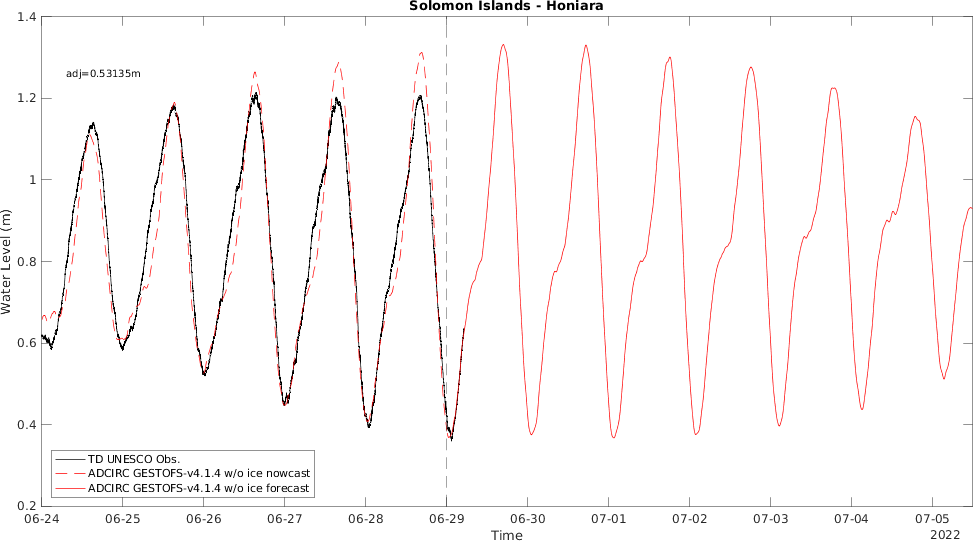 Solomon Islands - Honiara
1.4
1.2
1
0.8
0.6
0.4
0.2
Water Level (m)
adj=0.53135m
TD UNESCO Obs.
ADCIRC GESTOFS-v4.1.4 w/o ice nowcast
ADCIRC GESTOFS-v4.1.4 w/o ice forecast
06-24 06-25 06-26 06-27 06-28 06-29 06-30 07-01 07-02 07-03 07-04 07-05
Time
2022